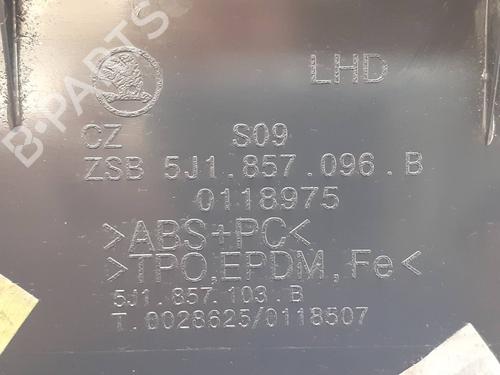 LHD
CZ S09
ZSB 5J1.857.096.B
0118975
>ABS+PC<
>TPO,EPDM,Fe<
5J1.857.103.B
T.0028625/0118507
B-PARTS